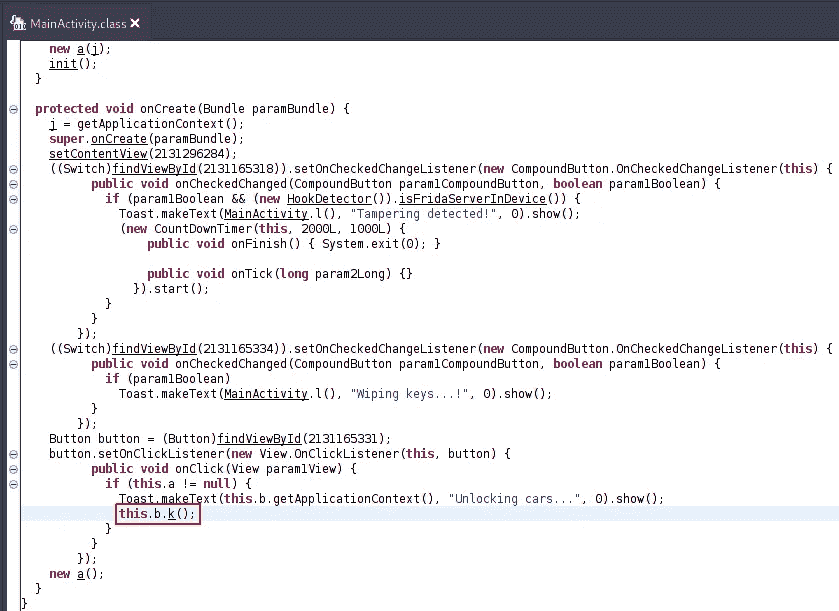 MainActivity.class
new a(j);
init();
}
protected void onCreate(Bundle paramBundle) {
j = getApplicationContext();
super.onCreate(paramBundle);
setContentView(2131296284);
((Switch)findViewById(2131165318)).setOnCheckedChangeListener(new CompoundButton.OnCheckedChangeListener(this) {
public void onCheckedChanged(CompoundButton param1CompoundButton, boolean param1Boolean) {
if (param1Boolean && (new HookDetector()).isFridaServerInDevice()) {
Toast.makeText(MainActivity.l(), "Tampering detected!", 0).show();
(new CountDownTimer(this, 2000L, 1000L) {
public void onFinish() { System.exit(0); }
public void onTick(long param2Long) {}
}).start();
}
}
});
((Switch)findViewById(2131165334)).setOnCheckedChangeListener(new CompoundButton.OnCheckedChangeListener(this) {
public void onCheckedChanged(CompoundButton param1CompoundButton, boolean param1Boolean) {
if (param1Boolean)
Toast.makeText(MainActivity.l(), "Wiping keys...!", 0).show();
}
});
Button button = (Button)findViewById(2131165331);
button.setOnClickListener(new View.OnClickListener(this, button) {
public void onClick(View param1View) {
if (this.a != null) {
Toast.makeText(this.b.getApplicationContext(), "Unlocking cars...", 0).show();
this.b.k();
}
}
});
new a();
}
}